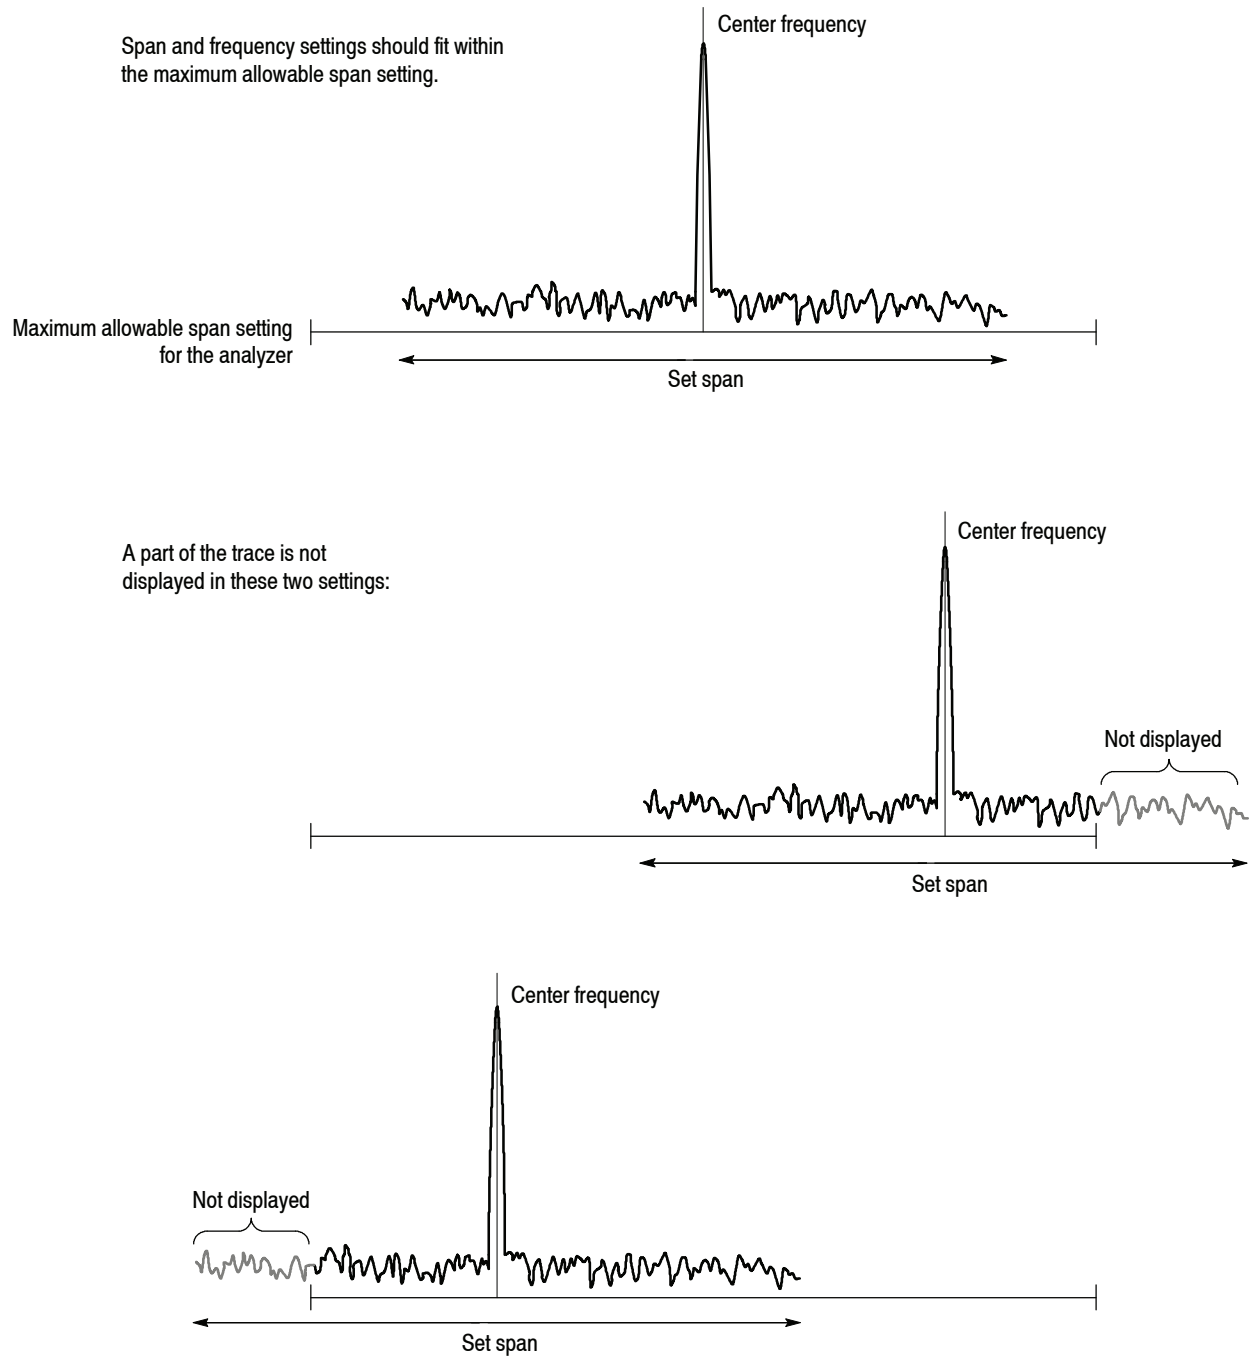 Center frequency
Span and frequency settings should fit within
the maximum allowable span setting.
Maximum allowable span setting
for the analyzer
Set span
Center frequency
A part of the trace is not
displayed in these two settings:
Not displayed
Set span
Center frequency
Not displayed
Set span